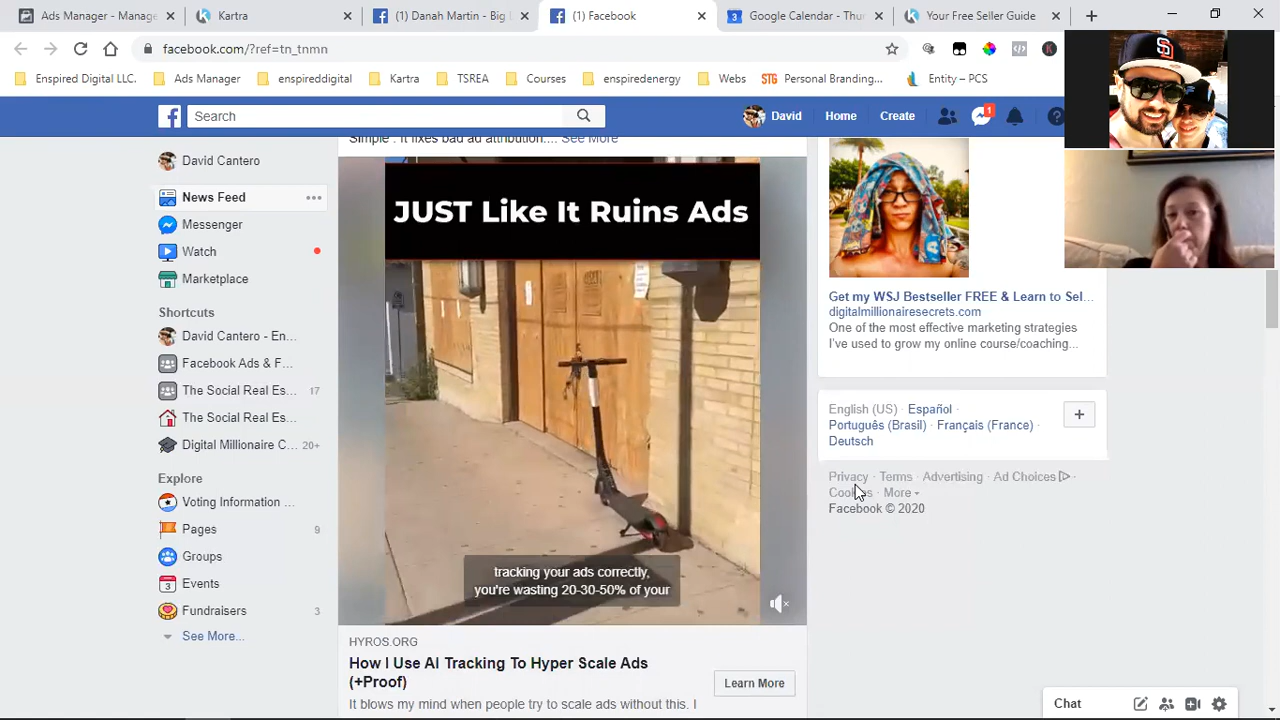 Ads Manager - Manage
Kartra
(1) Danah Martin - Big L
(1) Facebook
Google Calendar - Thur
Your Free Seller Guide
facebook.com/?ref=tn_tnmn
Enspired Digital LLC.
Ads Manager
enspireddigital
Kartra
TSREA
Courses
enspiredenergy
Webs
STG Personal Branding...
Entity – PCS
Search
David
Home
Create
1
Simple . It fixes bad ad attribution.... See More
David Cantero
News Feed
Messenger
Watch
Marketplace
Shortcuts
David Cantero - En...
Facebook Ads & F...
The Social Real Es... 17
The Social Real Es...
Digital Millionaire C... 20+
Explore
Voting Information ...
Pages 9
Groups
Events
Fundraisers 3
See More...
JUST Like It Ruins Ads
tracking your ads correctly,
you're wasting 20-30-50% of your
HYROS.ORG
How I Use AI Tracking To Hyper Scale Ads
(+Proof)
Learn More
It blows my mind when people try to scale ads without this. I
Get my WSJ Bestseller FREE & Learn to Sel...
digitalmillionairesecrets.com
One of the most effective marketing strategies
I've used to grow my online course/coaching...
English (US) · Español ·
Português (Brasil) · Français (France) ·
Deutsch
Privacy · Terms · Advertising · Ad Choices ·
Cookies · More
Facebook © 2020
Chat